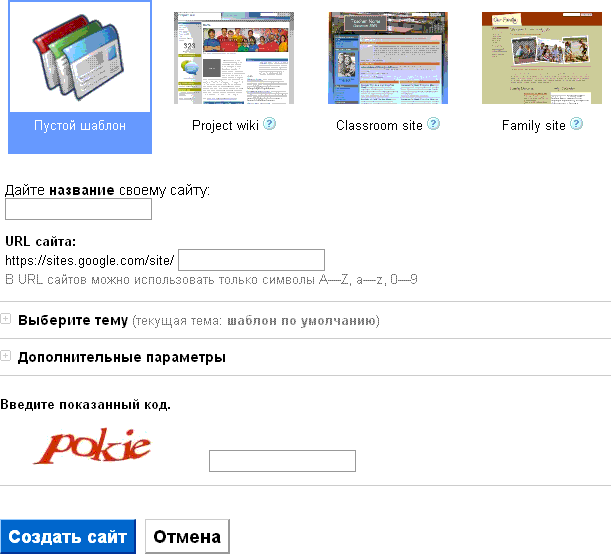 Пустой шаблон
Project wiki ?
Classroom site ?
Family site ?
Дайте название своему сайту:
URL сайта:
https://sites.google.com/site/
В URL сайтов можно использовать только символы A—Z, a—z, 0—9
Выберите тему (текущая тема: шаблон по умолчанию)
Дополнительные параметры
Введите показанный код.
pokie
Создать сайт
Отмена